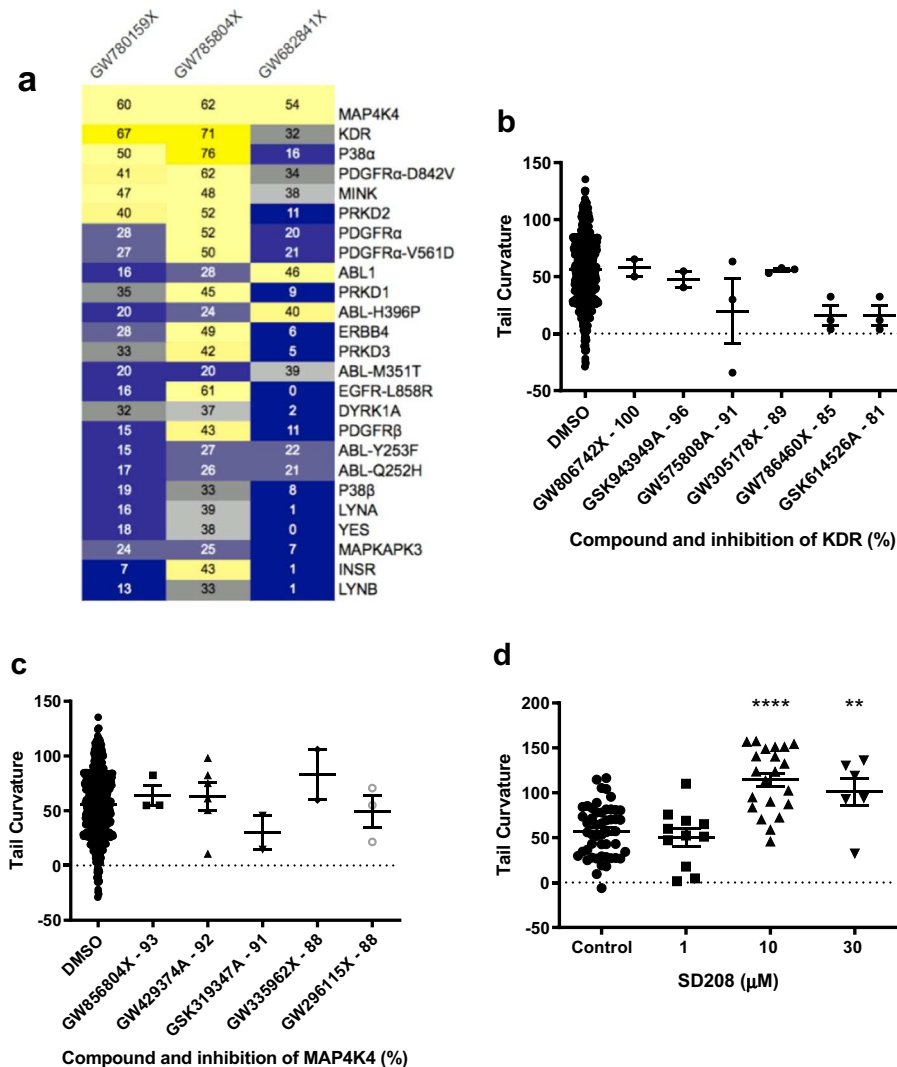 GW780159X GW785804X GW682841X
a
60 62 54 MAP4K4
67 71 32 KDR
50 76 16 P38α
41 62 34 PDGFRα-D842V
47 48 38 MINK
40 52 11 PRKD2
28 52 20 PDGFRα
27 50 21 PDGFRα-V561D
16 28 46 ABL1
35 45 9 PRKD1
20 24 40 ABL-H396P
28 49 6 ERBB4
33 42 5 PRKD3
20 20 39 ABL-M351T
16 61 0 EGFR-L858R
32 37 2 DYRK1A
15 43 11 PDGFRβ
15 27 22 ABL-Y253F
17 26 21 ABL-Q252H
19 33 8 P38β
16 39 1 LYNA
18 38 0 YES
24 25 7 MAPKAPK3
7 43 1 INSR
13 33 1 LYNB
b
Tail Curvature
150
100
50
0
-50
DMSO
GW806742X - 100
GSK943949A - 96
GW575808A - 91
GW305178X - 89
GW786460X - 85
GSK614526A - 81
Compound and inhibition of KDR (%)
c
Tail Curvature
150
100
50
0
-50
DMSO
GW856804X - 93
GW429374A - 92
GSK319347A - 91
GW335962X - 88
GW296115X - 88
Compound and inhibition of MAP4K4 (%)
d
Tail Curvature
200
150
100
50
0
-50
**** **
Control 1 10 30
SD208 (μM)